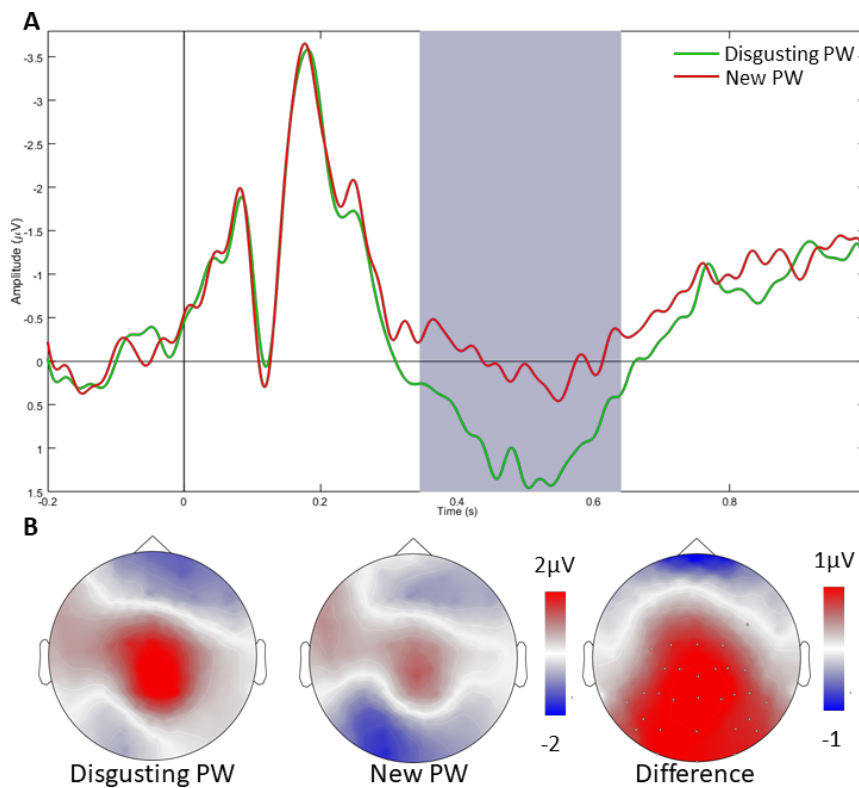 A
-3.5
-3
-2.5
-2
-1.5
-1
-0.5
0
0.5
1
1.5
Amplitude (μV)
-0.2
0
0.2
0.4
0.6
0.8
Time (s)
Disgusting PW
New PW
B
2μV
-2
1μV
-1
Disgusting PW
New PW
Difference